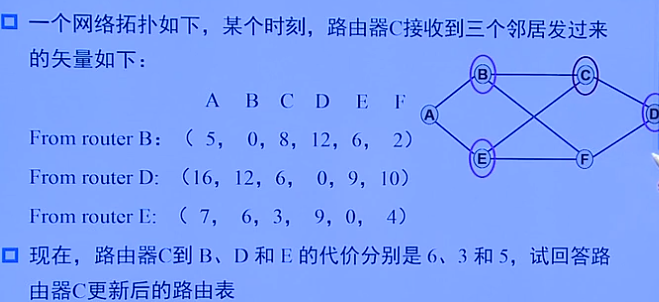 一个网络拓扑如下，某个时刻，路由器C接收到三个邻居发过来
的矢量如下：
A B C D E F
From router B：（ 5， 0，8，12，6， 2）
From router D: （16，12，6， 0，9，10）
From router E: （ 7， 6，3， 9，0， 4）
B C
A D
E F
现在，路由器C到 B、D 和 E 的代价分别是 6、3 和 5，试回答路
由器C更新后的路由表